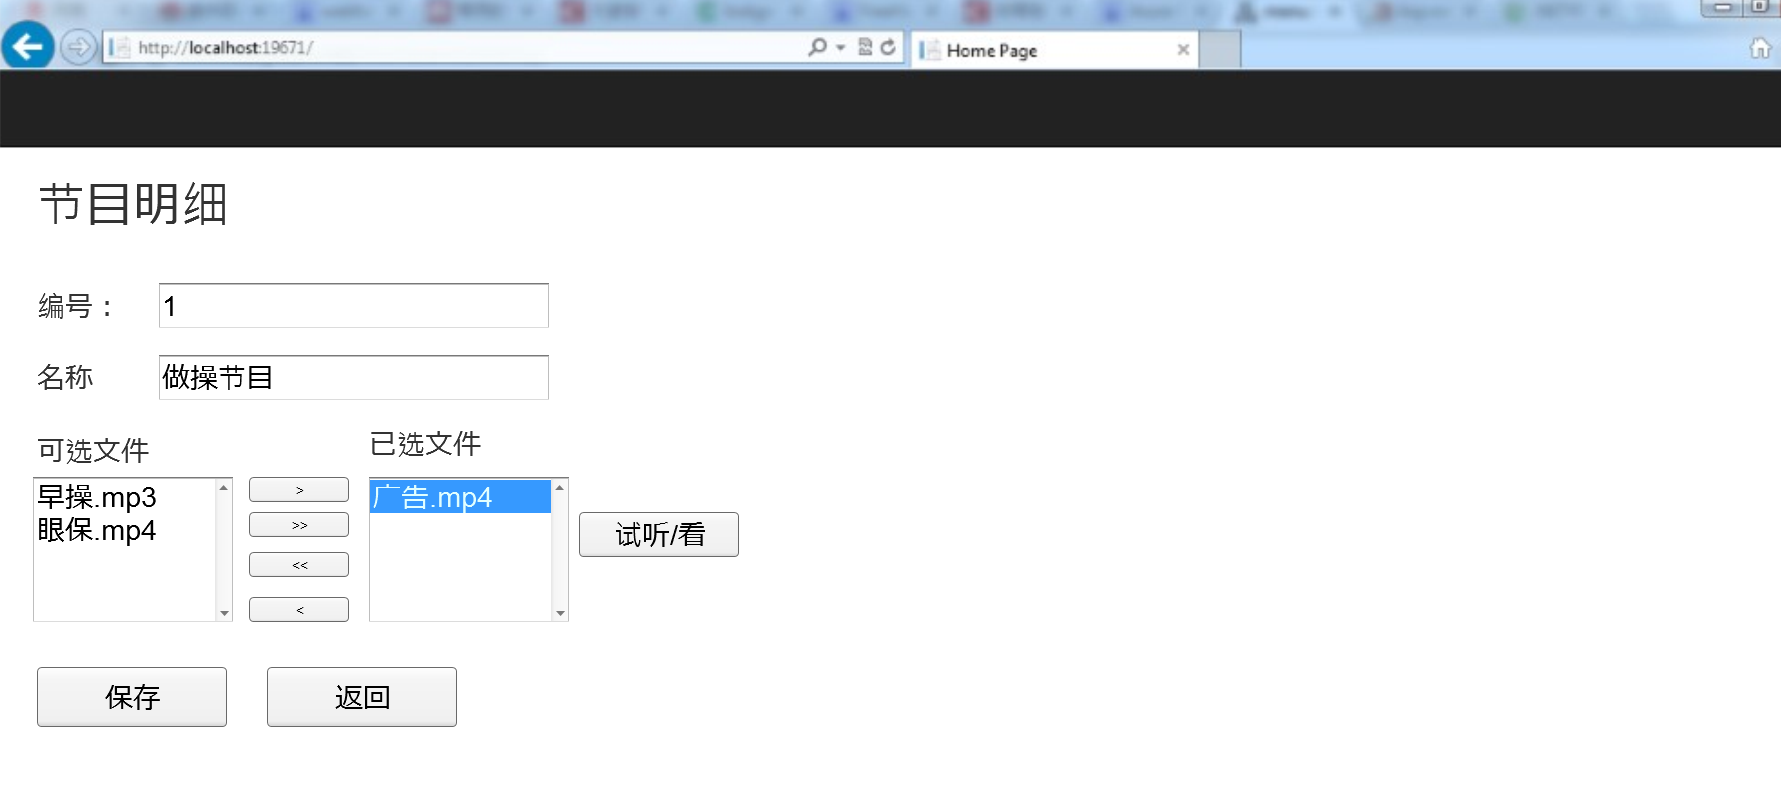 http://localhost:19671/
Home Page
节目明细
编号：
1
名称
做操节目
可选文件
已选文件
早操.mp3
眼保.mp4
>
>>
<<
<
广告.mp4
试听/看
保存
返回